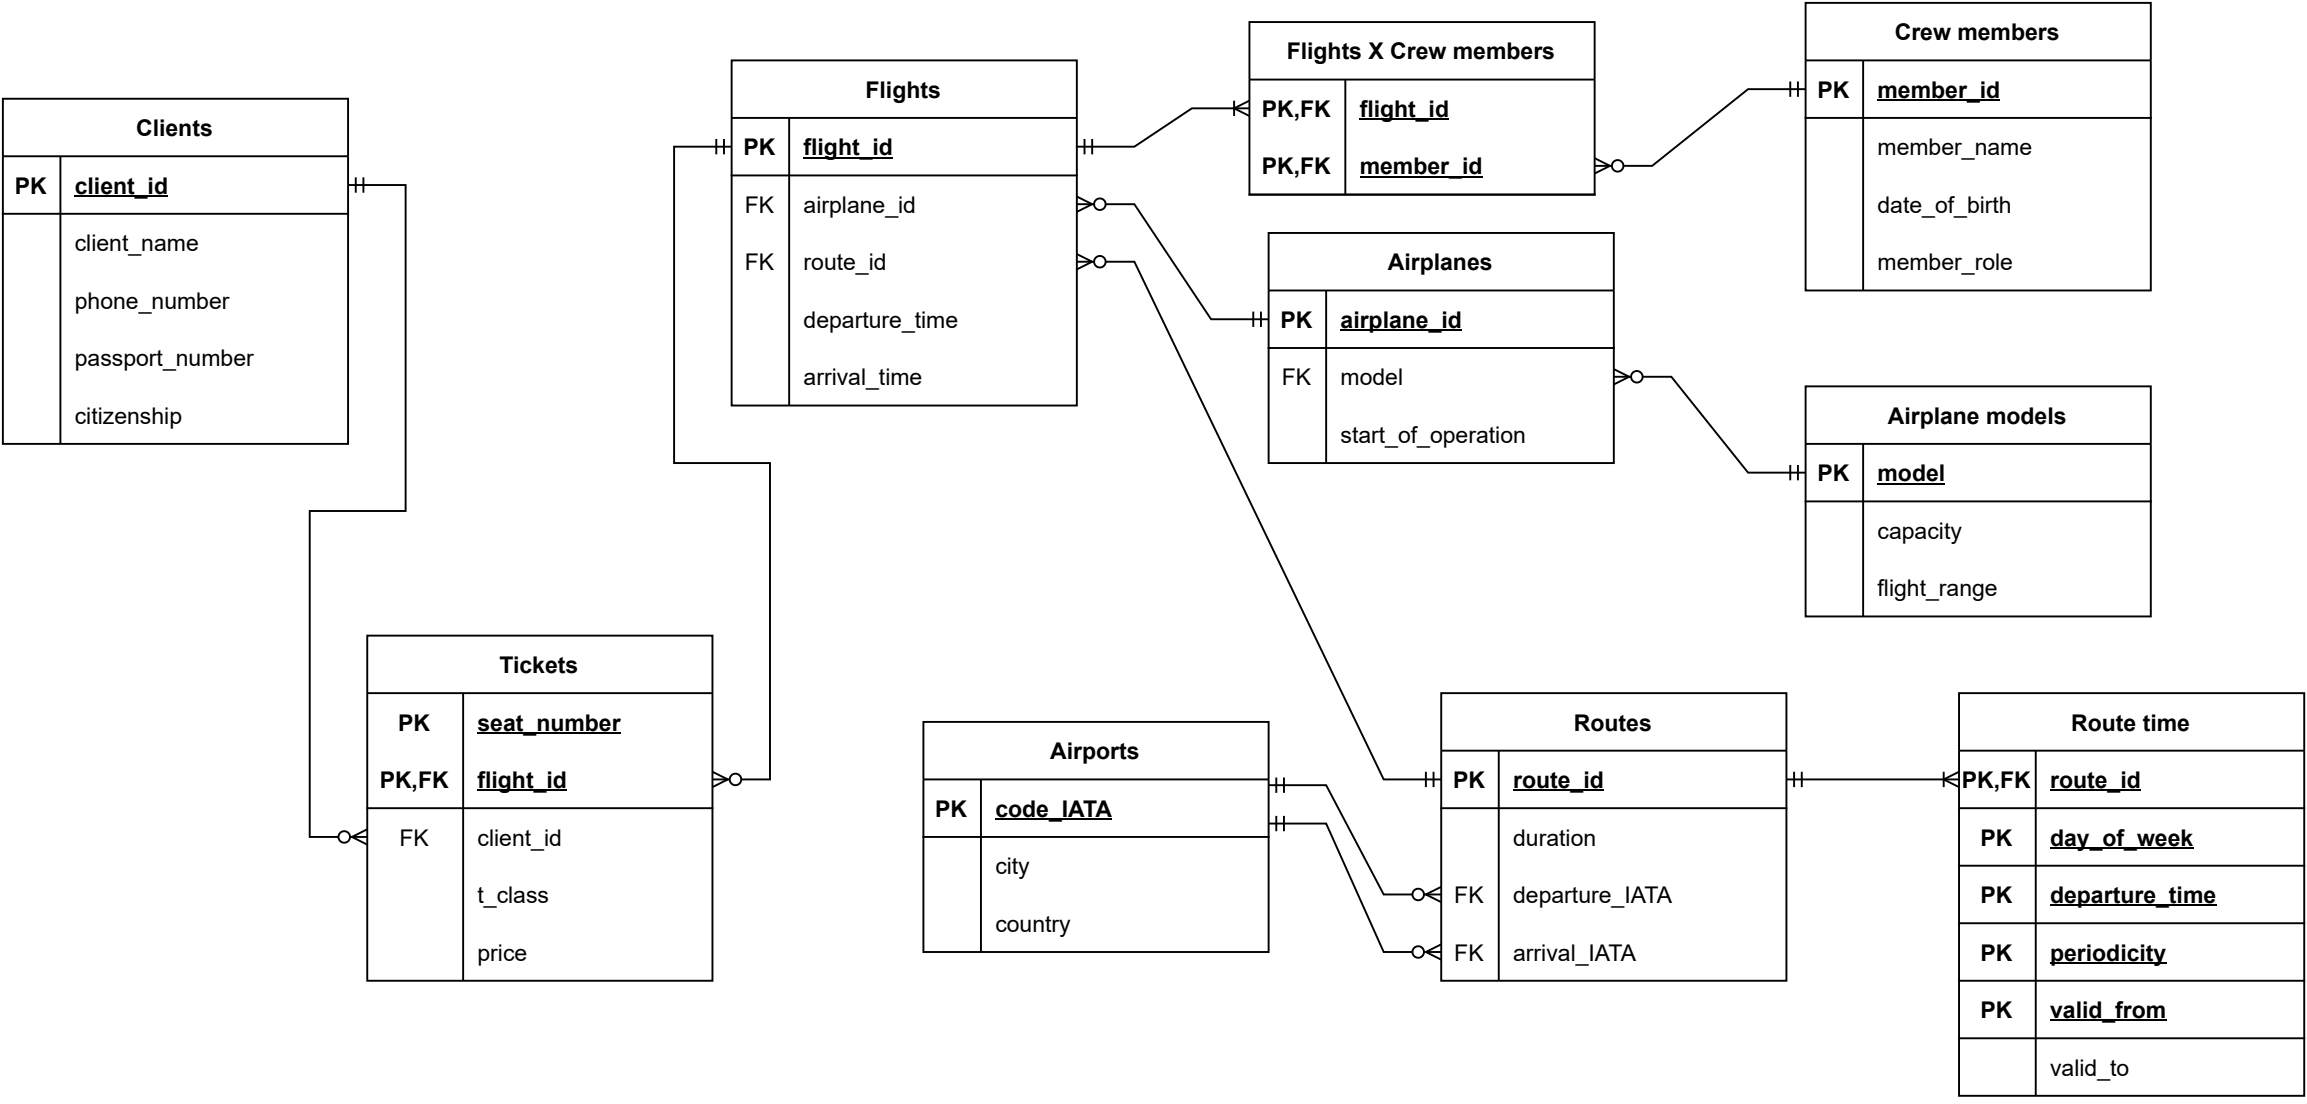 Clients
PK client_id
client_name
phone_number
passport_number
citizenship
Flights
PK flight_id
FK airplane_id
FK route_id
departure_time
arrival_time
Flights X Crew members
PK,FK flight_id
PK,FK member_id
Crew members
PK member_id
member_name
date_of_birth
member_role
Airplanes
PK airplane_id
FK model
start_of_operation
Airplane models
PK model
capacity
flight_range
Tickets
PK seat_number
PK,FK flight_id
FK client_id
t_class
price
Airports
PK code_IATA
city
country
Routes
PK route_id
duration
FK departure_IATA
FK arrival_IATA
Route time
PK,FK route_id
PK day_of_week
PK departure_time
PK periodicity
PK valid_from
valid_to